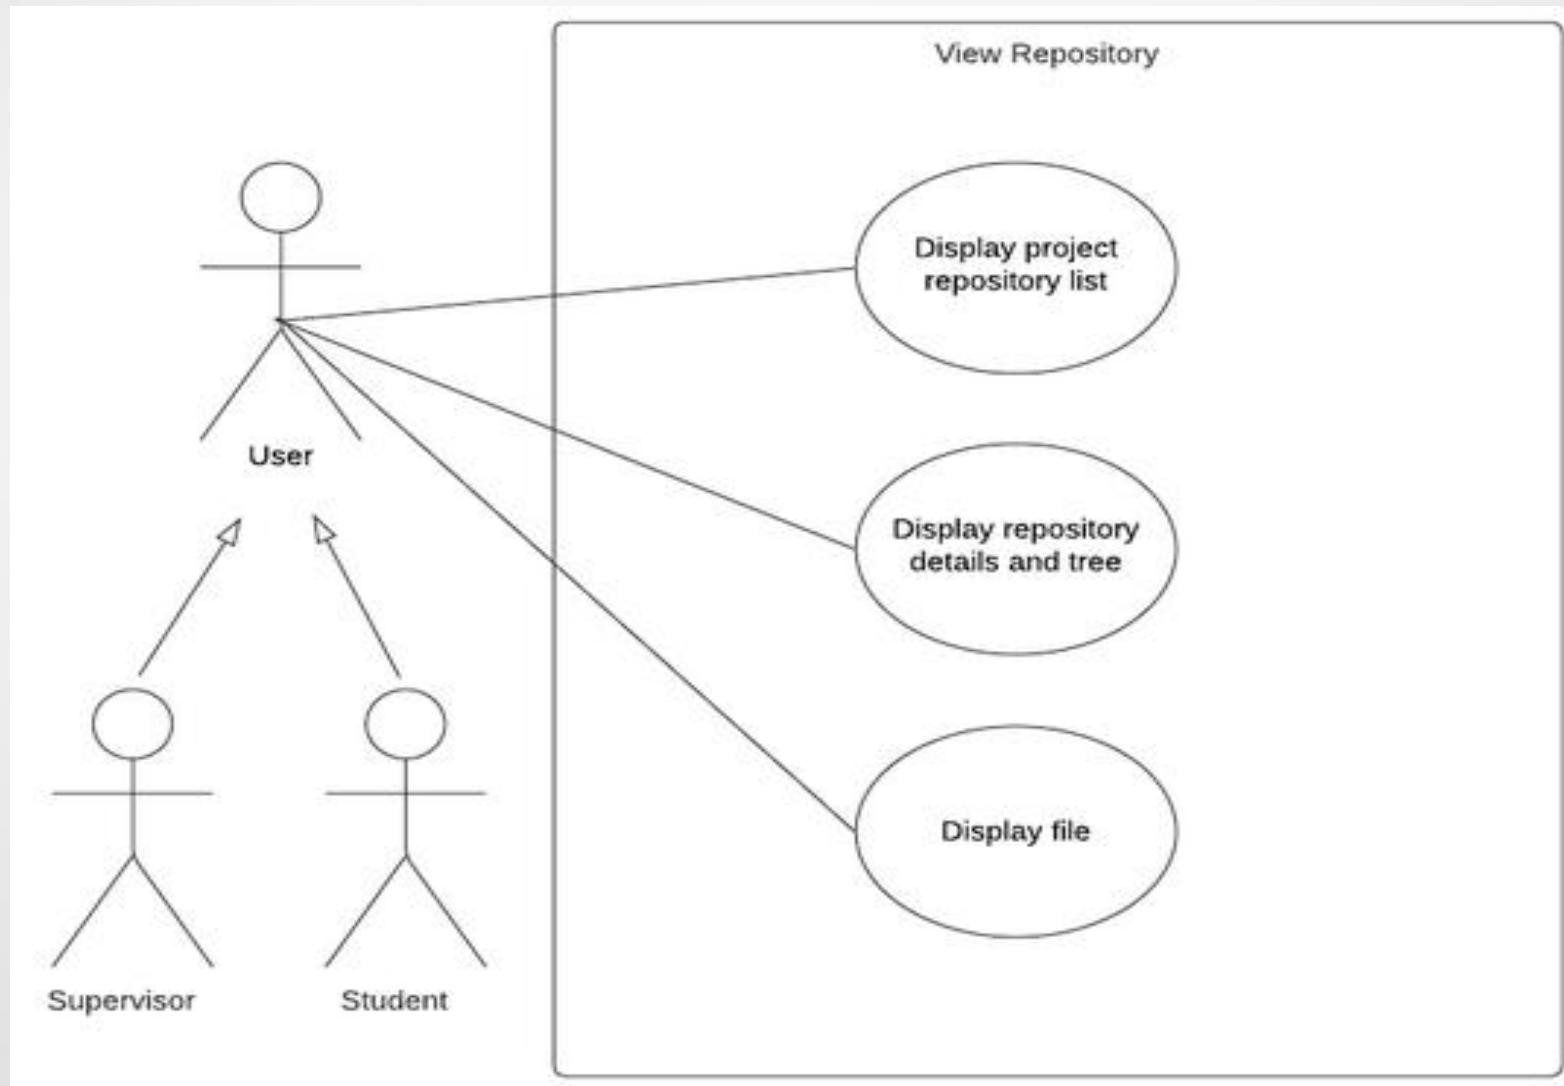 View Repository
Display project
repository list
User
Display repository
details and tree
Display file
Supervisor
Student